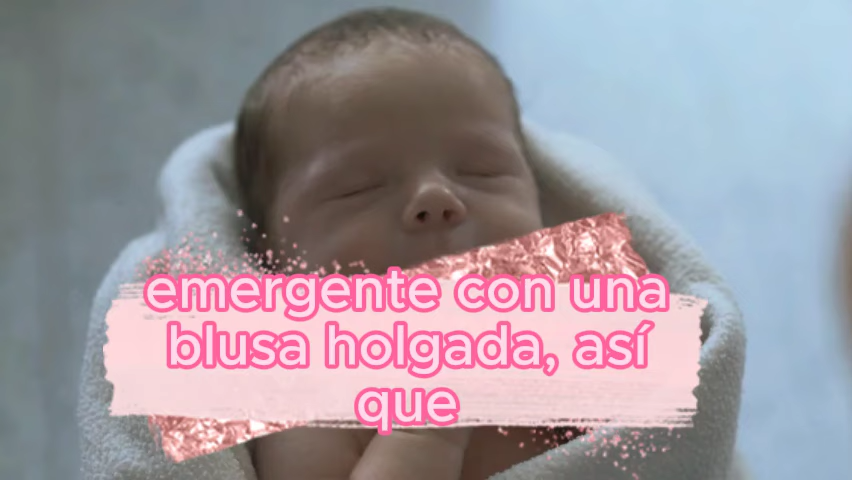 emergente con una
blusa holgada, así
que